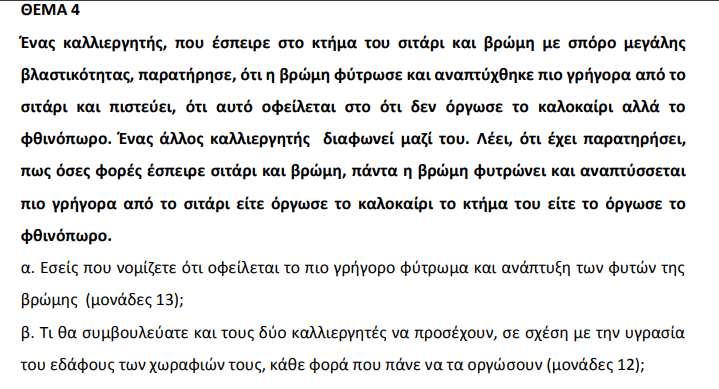 ΘΕΜΑ 4
Ένας καλλιεργητής, που έσπειρε στο κτήμα του σιτάρι και βρώμη με σπόρο μεγάλης
βλαστικότητας, παρατήρησε, ότι η βρώμη φύτρωσε και αναπτύχθηκε πιο γρήγορα από το
σιτάρι και πιστεύει, ότι αυτό οφείλεται στο ότι δεν όργωσε το καλοκαίρι αλλά το
φθινόπωρο. Ένας άλλος καλλιεργητής διαφωνεί μαζί του. Λέει, ότι έχει παρατηρήσει,
πως όσες φορές έσπειρε σιτάρι και βρώμη, πάντα η βρώμη φυτρώνει και αναπτύσσεται
πιο γρήγορα από το σιτάρι είτε όργωσε το καλοκαίρι το κτήμα του είτε το όργωσε το
φθινόπωρο.
α. Εσείς που νομίζετε ότι οφείλεται το πιο γρήγορο φύτρωμα και ανάπτυξη των φυτών της
βρώμης (μονάδες 13);
β. Τι θα συμβουλεύατε και τους δύο καλλιεργητές να προσέχουν, σε σχέση με την υγρασία
του εδάφους των χωραφιών τους, κάθε φορά που πάνε να τα οργώσουν (μονάδες 12);